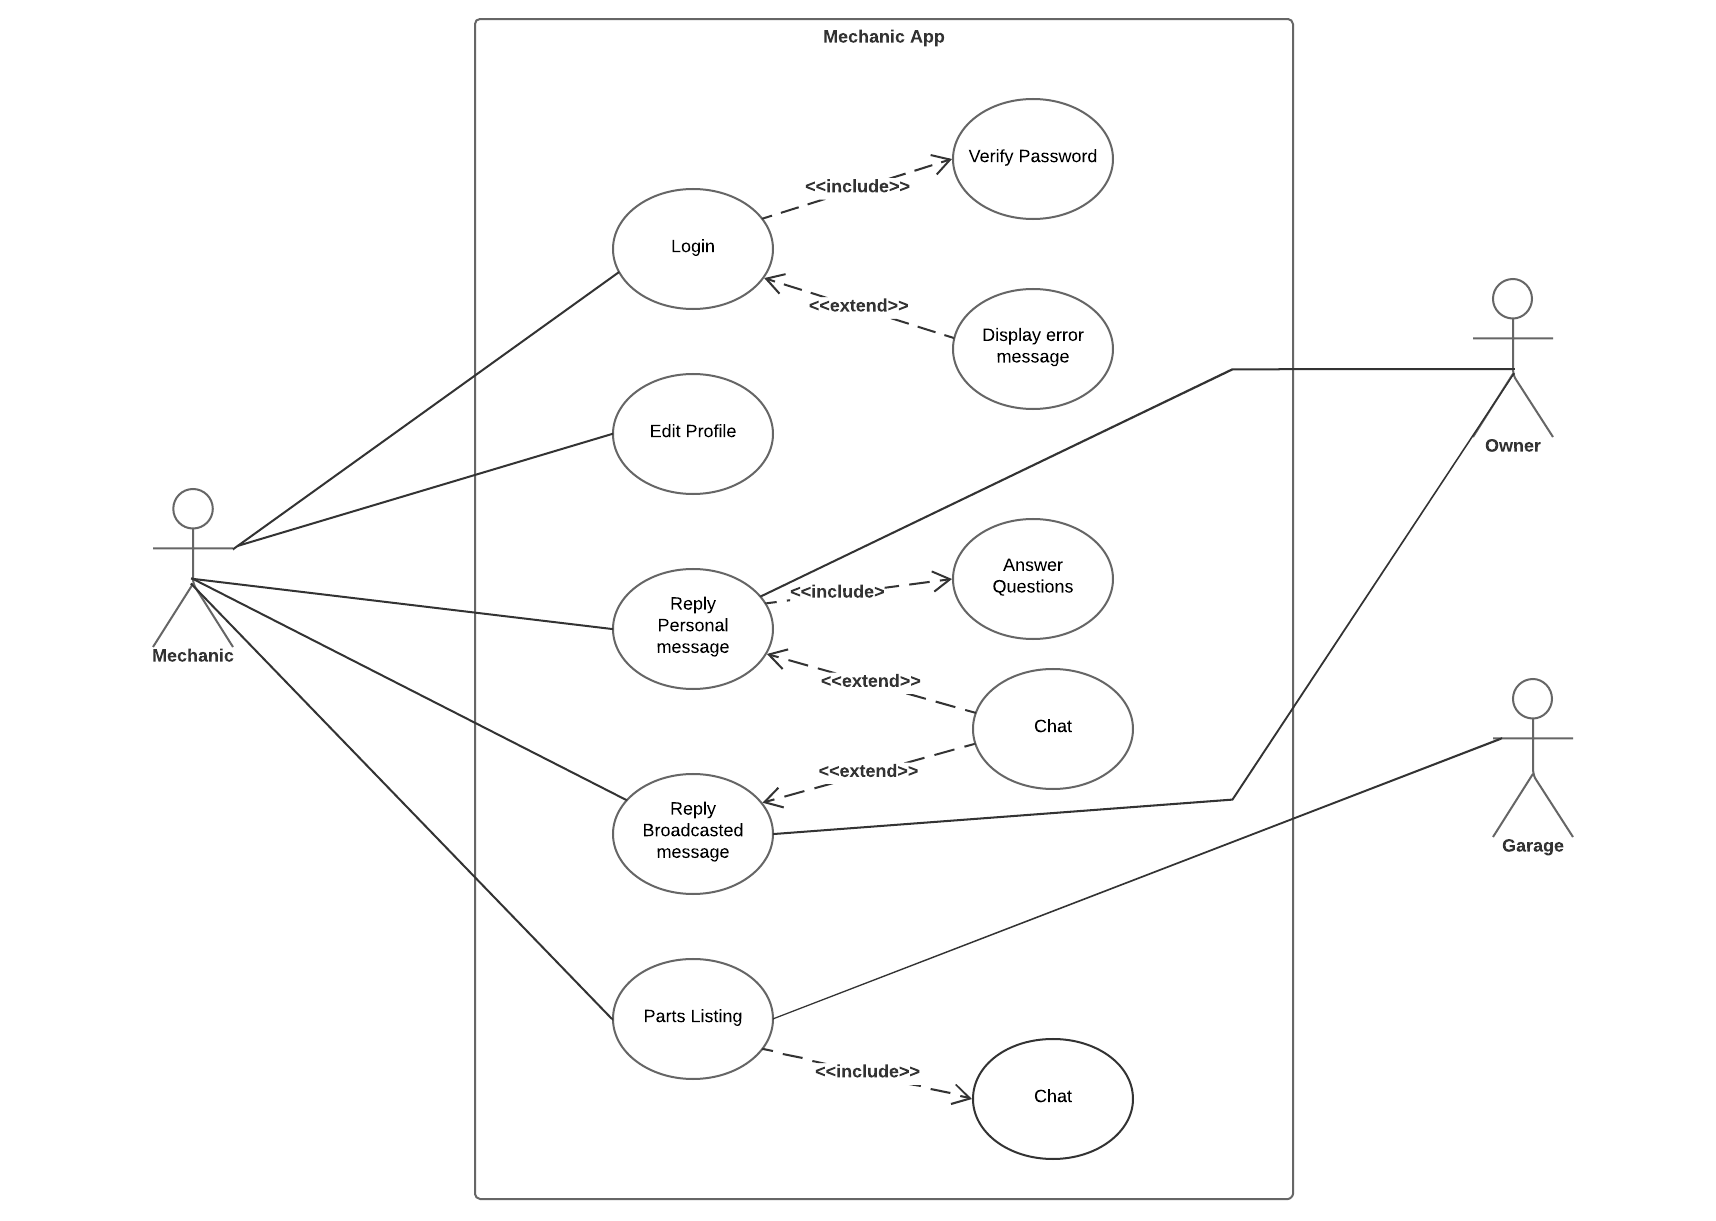 Mechanic App
Verify Password
<<include>>
Login
<<extend>>
Display error
message
Owner
Edit Profile
Mechanic
Answer
Questions
<<include>
Reply
Personal
message
<<extend>>
Chat
<<extend>>
Reply
Broadcasted
message
Garage
Parts Listing
<<include>>
Chat